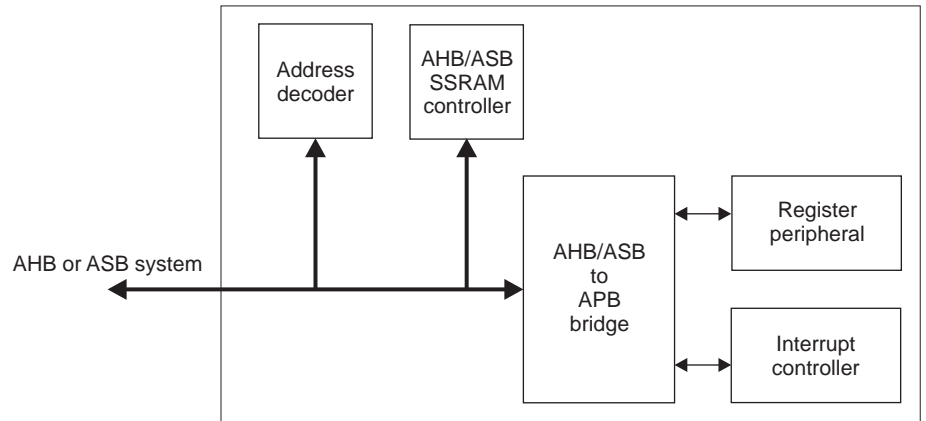 Address
decoder
AHB/ASB
SSRAM
controller
AHB or ASB system
AHB/ASB
to
APB
bridge
Register
peripheral
Interrupt
controller